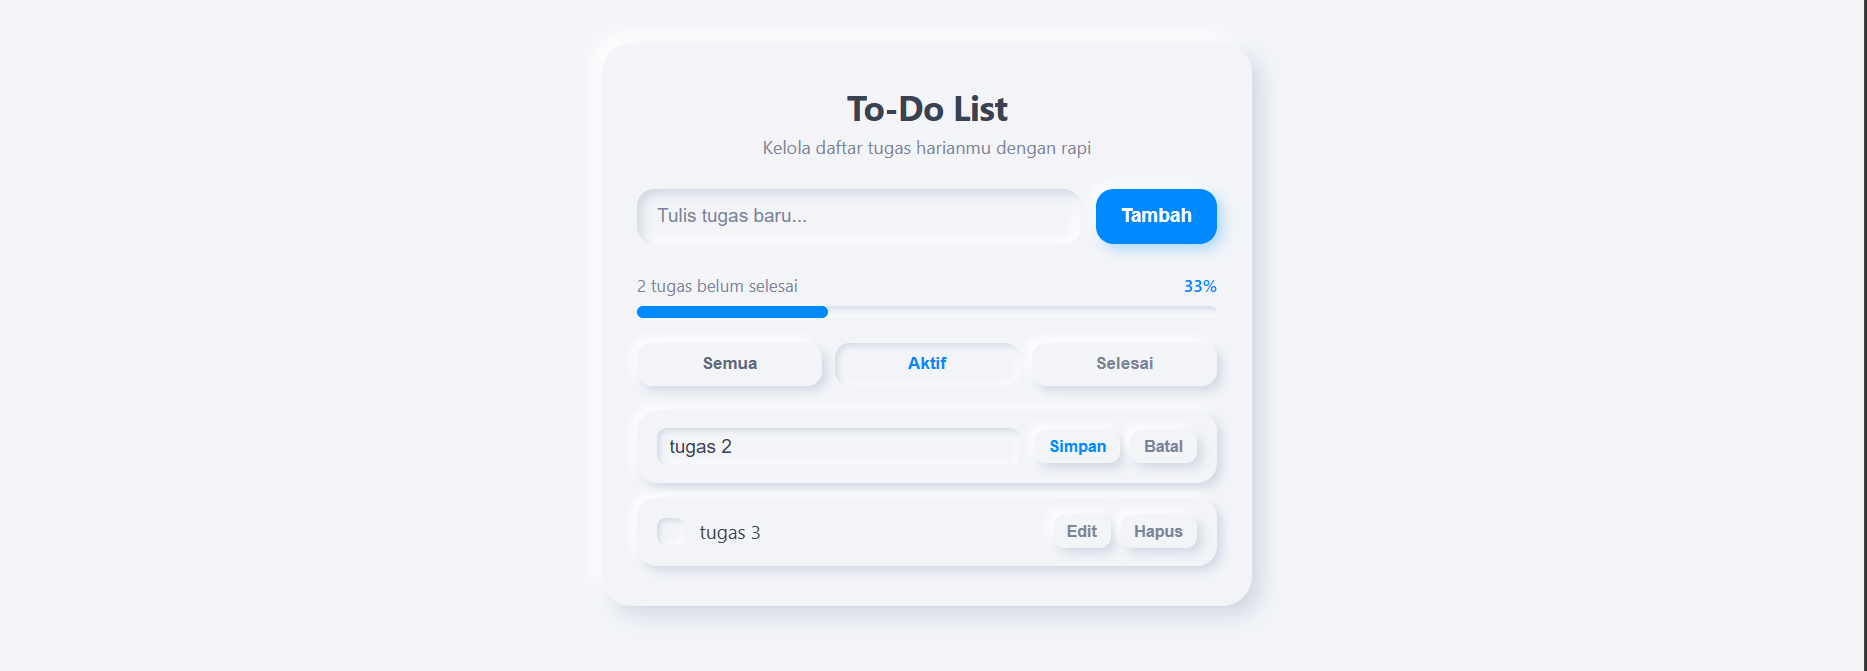 To-Do List
Kelola daftar tugas harianmu dengan rapi
Tulis tugas baru... Tambah
2 tugas belum selesai 33%
Semua Aktif Selesai
tugas 2 Simpan Batal
tugas 3 Edit Hapus